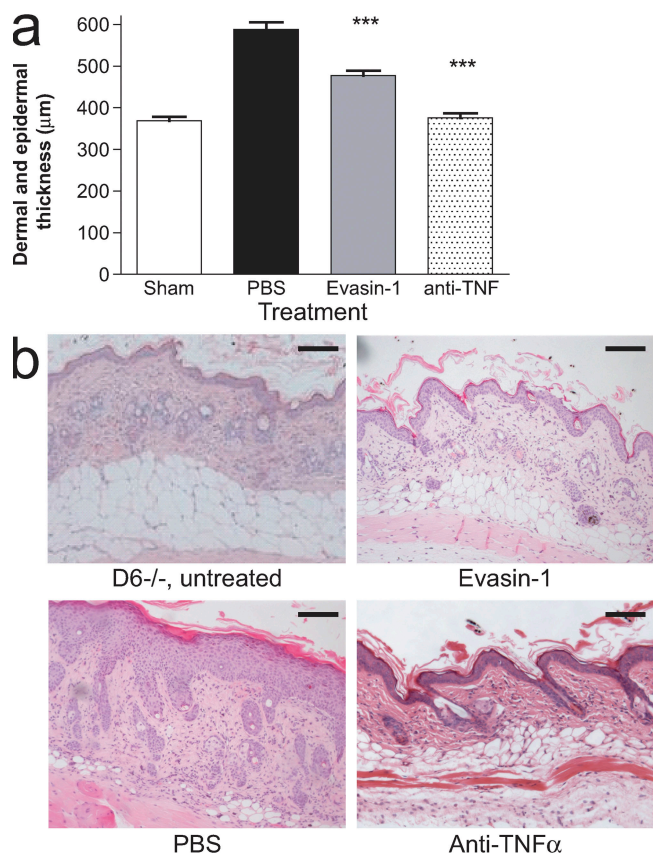 a
Dermal and epidermal
thickness (μm)
600
500
400
300
200
100
0
***
***
Sham PBS Evasin-1 anti-TNF
Treatment
b
D6-/-, untreated
Evasin-1
PBS
Anti-TNFα